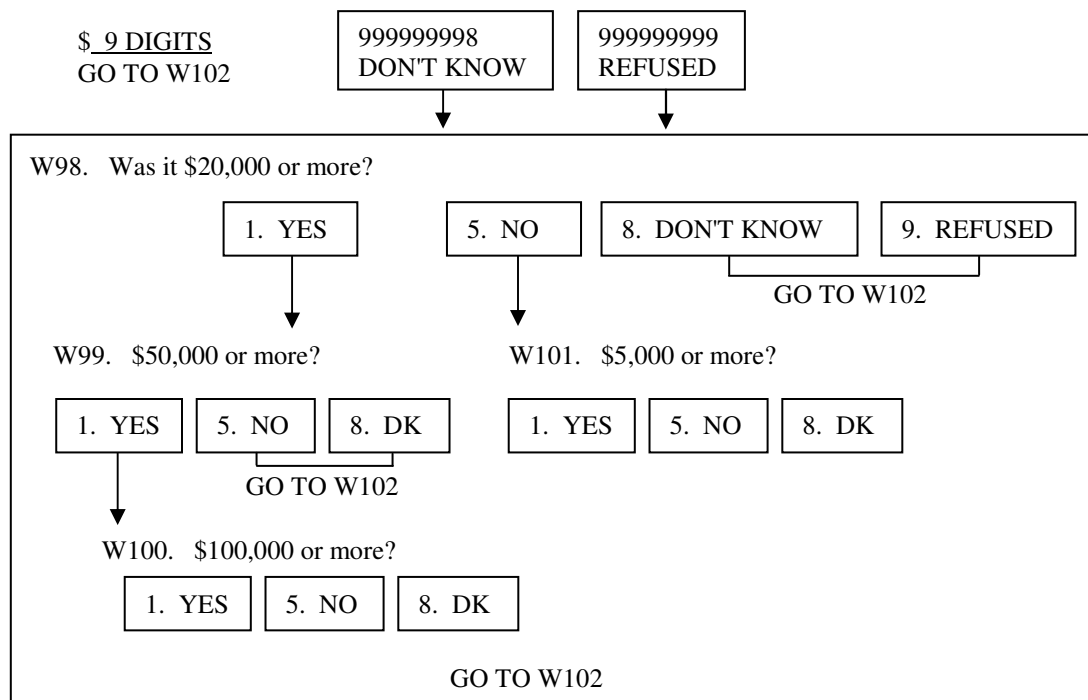 $ 9 DIGITS
GO TO W102
999999998
DON'T KNOW
999999999
REFUSED
W98. Was it $20,000 or more?
1. YES
5. NO
8. DON'T KNOW
9. REFUSED
GO TO W102
W99. $50,000 or more?
W101. $5,000 or more?
1. YES
5. NO
8. DK
1. YES
5. NO
8. DK
GO TO W102
W100. $100,000 or more?
1. YES
5. NO
8. DK
GO TO W102